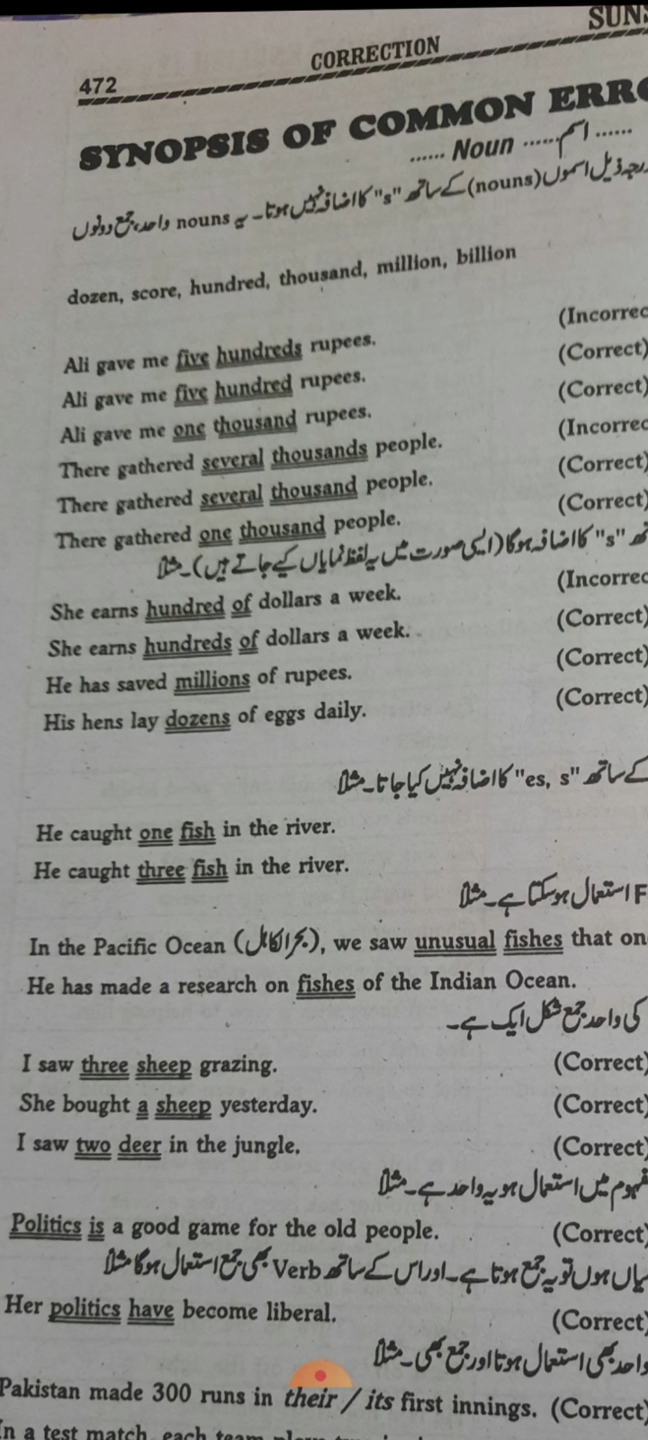 SUNS
472 CORRECTION
SYNOPSIS OF COMMON ERRO
...... Noun ...... اسم ......
ذیل اسموں (nouns) کے ساتھ "s" کا اضافہ نہیں ہوتا۔ یہ nouns واحد، جمع دونوں
dozen, score, hundred, thousand, million, billion
Ali gave me five hundreds rupees. (Incorrec
Ali gave me five hundred rupees. (Correct)
Ali gave me one thousand rupees. (Correct)
There gathered several thousands people. (Incorrec
There gathered several thousand people. (Correct)
There gathered one thousand people. (Correct)
"s" کا اضافہ ہوگا (ایسی صورت میں یہ لفظ نمایاں کیے جاتے ہیں)۔ مثلاً
She earns hundred of dollars a week. (Incorrec
She earns hundreds of dollars a week. (Correct)
He has saved millions of rupees. (Correct)
His hens lay dozens of eggs daily. (Correct)
کے ساتھ "es, s" کا اضافہ نہیں کیا جاتا۔ مثلاً
He caught one fish in the river.
He caught three fish in the river.
F استعمال ہو سکتا ہے۔ مثلاً
In the Pacific Ocean (بحرالکاہل), we saw unusual fishes that on
He has made a research on fishes of the Indian Ocean.
کی واحد جمع شکل ایک ہے۔
I saw three sheep grazing. (Correct)
She bought a sheep yesterday. (Correct)
I saw two deer in the jungle. (Correct)
مفہوم میں استعمال ہو یہ واحد ہے۔ مثلاً
Politics is a good game for the old people. (Correct)
ہوں تو یہ جمع ہوتا ہے۔ اور اس کے ساتھ Verb بھی جمع استعمال ہوگا مثلاً
Her politics have become liberal. (Correct)
واحد بھی استعمال ہوتا اور جمع بھی۔ مثلاً
Pakistan made 300 runs in their / its first innings. (Correct)
In a test match, each team